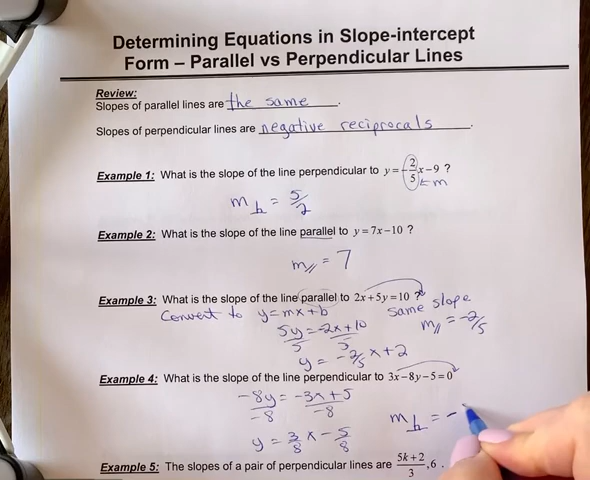 Determining Equations in Slope-intercept
Form – Parallel vs Perpendicular Lines
Review:
Slopes of parallel lines are the same.
Slopes of perpendicular lines are negative reciprocals.
Example 1: What is the slope of the line perpendicular to y = -2/5 x - 9 ?
← m
m⊥ = 5/2
Example 2: What is the slope of the line parallel to y = 7x - 10 ?
m// = 7
Example 3: What is the slope of the line parallel to 2x + 5y = 10 ?
Convert to y = mx + b
same slope
5y/5 = -2x + 10/5
m// = -2/5
y = -2/5 x + 2
Example 4: What is the slope of the line perpendicular to 3x - 8y - 5 = 0
-8y/-8 = -3x + 5/-8
m⊥ = -
y = 3/8 x - 5/8
Example 5: The slopes of a pair of perpendicular lines are 5k + 2/3, 6.